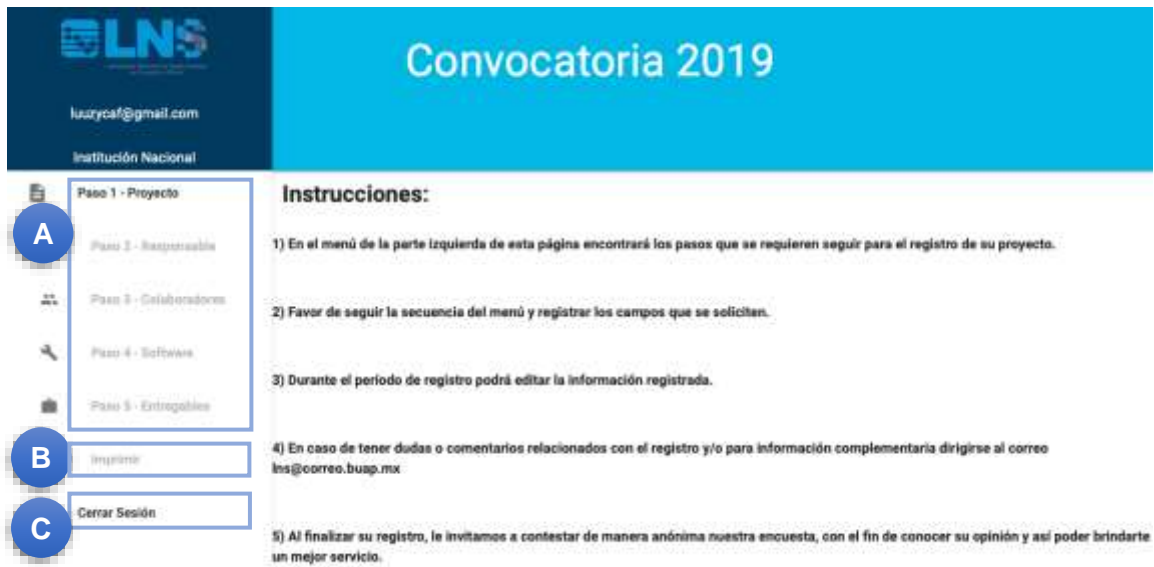 LNS
Convocatoria 2019
luuzycaf@gmail.com
Institución Nacional
Paso 1 - Proyecto
A
Paso 2 - Responsable
Paso 3 - Colaboradores
Paso 4 - Software
Paso 5 - Entregables
B
Imprimir
C
Cerrar Sesión
Instrucciones:
1) En el menú de la parte izquierda de esta página encontrará los pasos que se requieren seguir para el registro de su proyecto.
2) Favor de seguir la secuencia del menú y registrar los campos que se soliciten.
3) Durante el período de registro podrá editar la información registrada.
4) En caso de tener dudas o comentarios relacionados con el registro y/o para información complementaria dirigirse al correo
lns@correo.buap.mx
5) Al finalizar su registro, le invitamos a contestar de manera anónima nuestra encuesta, con el fin de conocer su opinión y así poder brindarte
un mejor servicio.